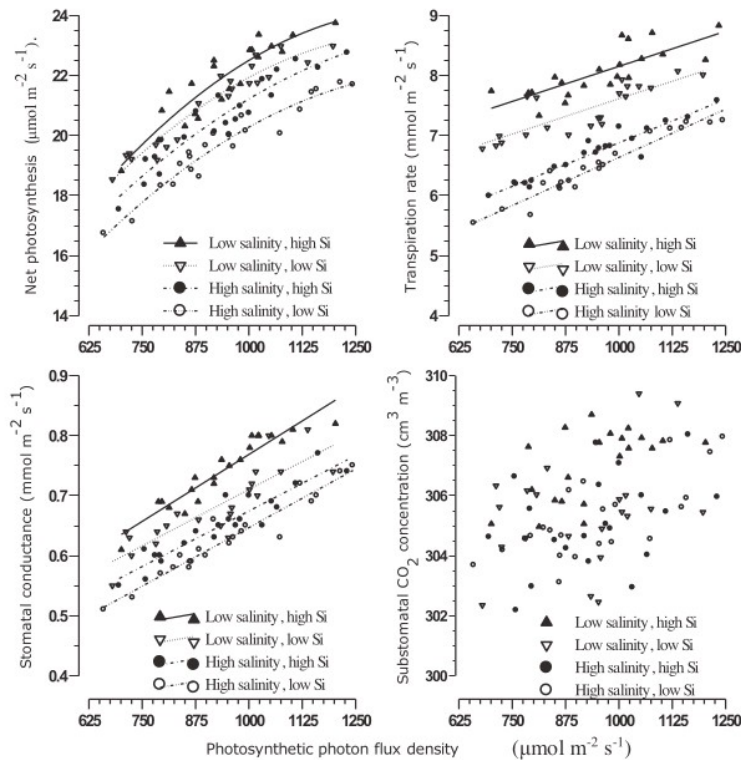 24
22
20
18
16
14
Net photosynthesis (μmol m-2 s-1).
Low salinity, high Si
Low salinity, low Si
High salinity, high Si
High salinity, low Si
625 750 875 1000 1125 1250
9
8
7
6
5
4
Transpiration rate (mmol m-2 s-1)
Low salinity, high Si
Low salinity, low Si
High salinity, high Si
High salinity low Si
625 750 875 1000 1125 1250
0.9
0.8
0.7
0.6
0.5
0.4
Stomatal conductance (mmol m-2 s-1)
Low salinity, high Si
Low salinity, low Si
High salinity, high Si
High salinity, low Si
625 750 875 1000 1125 1250
310
308
306
304
302
300
Substomatal CO2 concentration (cm3 m-3)
Low salinity, high Si
Low salinity, low Si
High salinity, high Si
High salinity, low Si
625 750 875 1000 1125 1250
Photosynthetic photon flux density (μmol m-2 s-1)